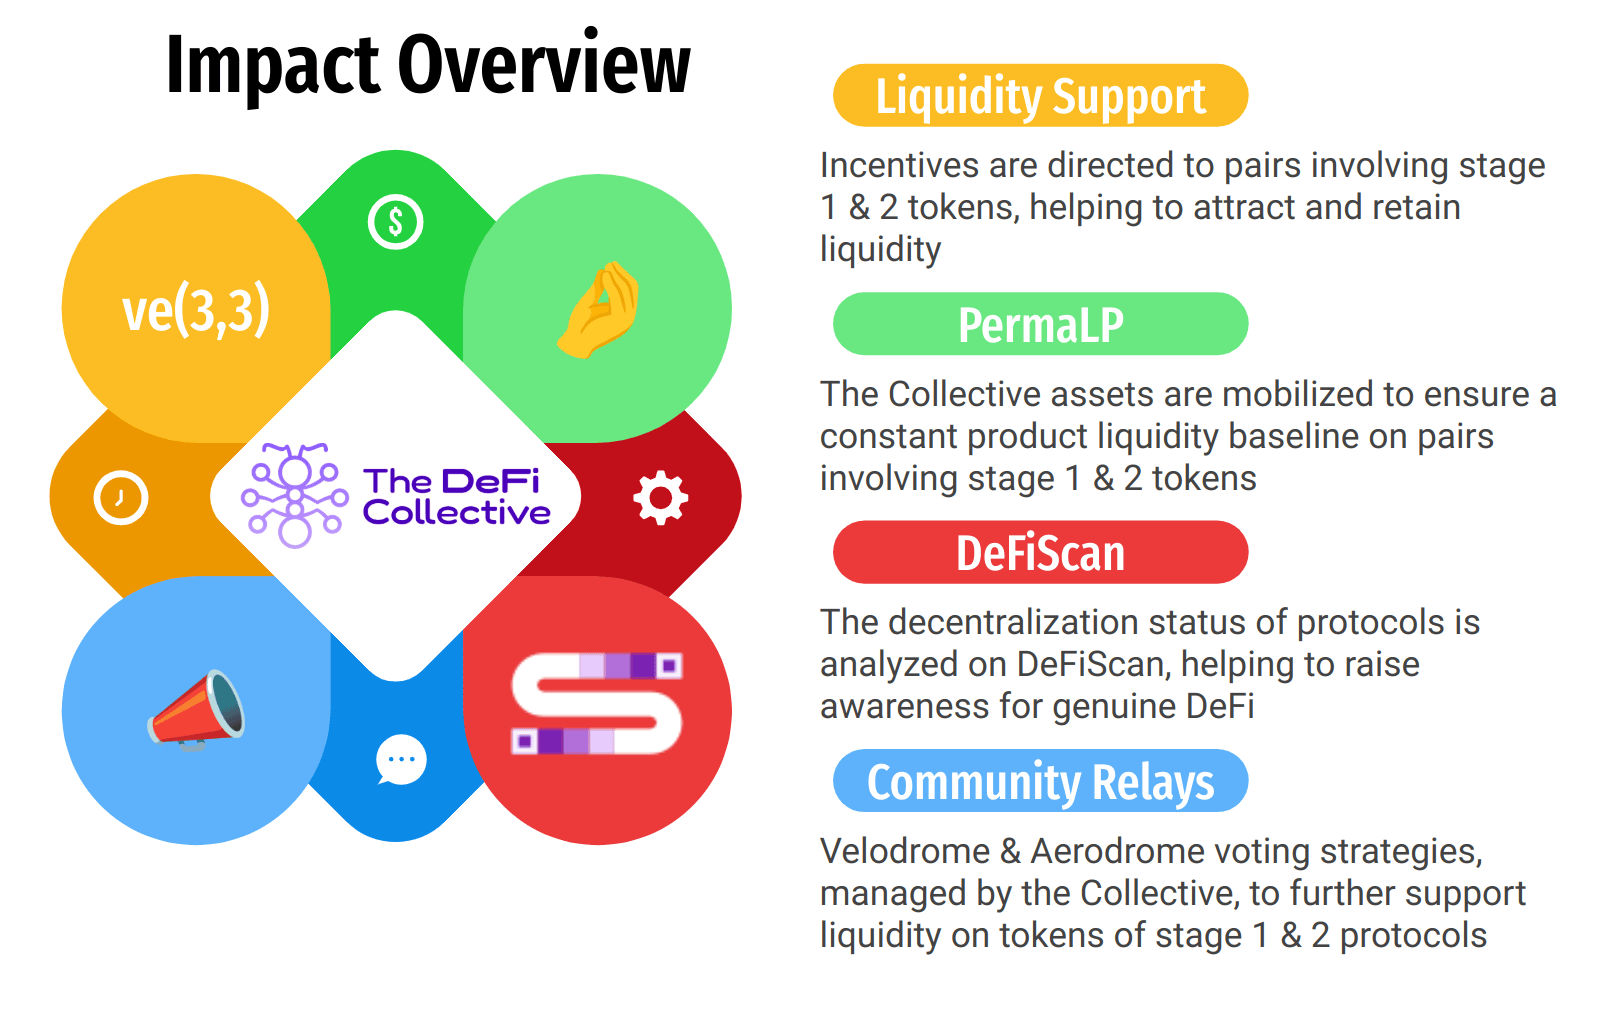 Impact Overview
ve(3,3)
The DeFi
Collective
Liquidity Support
Incentives are directed to pairs involving stage
1 & 2 tokens, helping to attract and retain
liquidity
PermaLP
The Collective assets are mobilized to ensure a
constant product liquidity baseline on pairs
involving stage 1 & 2 tokens
DeFiScan
The decentralization status of protocols is
analyzed on DeFiScan, helping to raise
awareness for genuine DeFi
Community Relays
Velodrome & Aerodrome voting strategies,
managed by the Collective, to further support
liquidity on tokens of stage 1 & 2 protocols